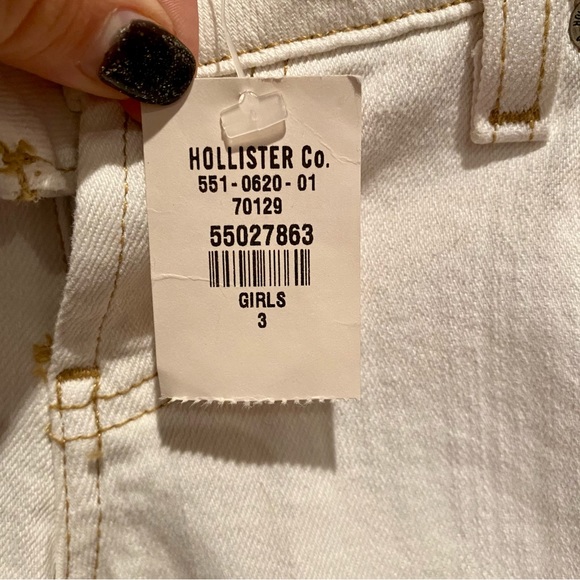 HOLLISTER Co.
551-0620-01
70129
55027863
GIRLS
3